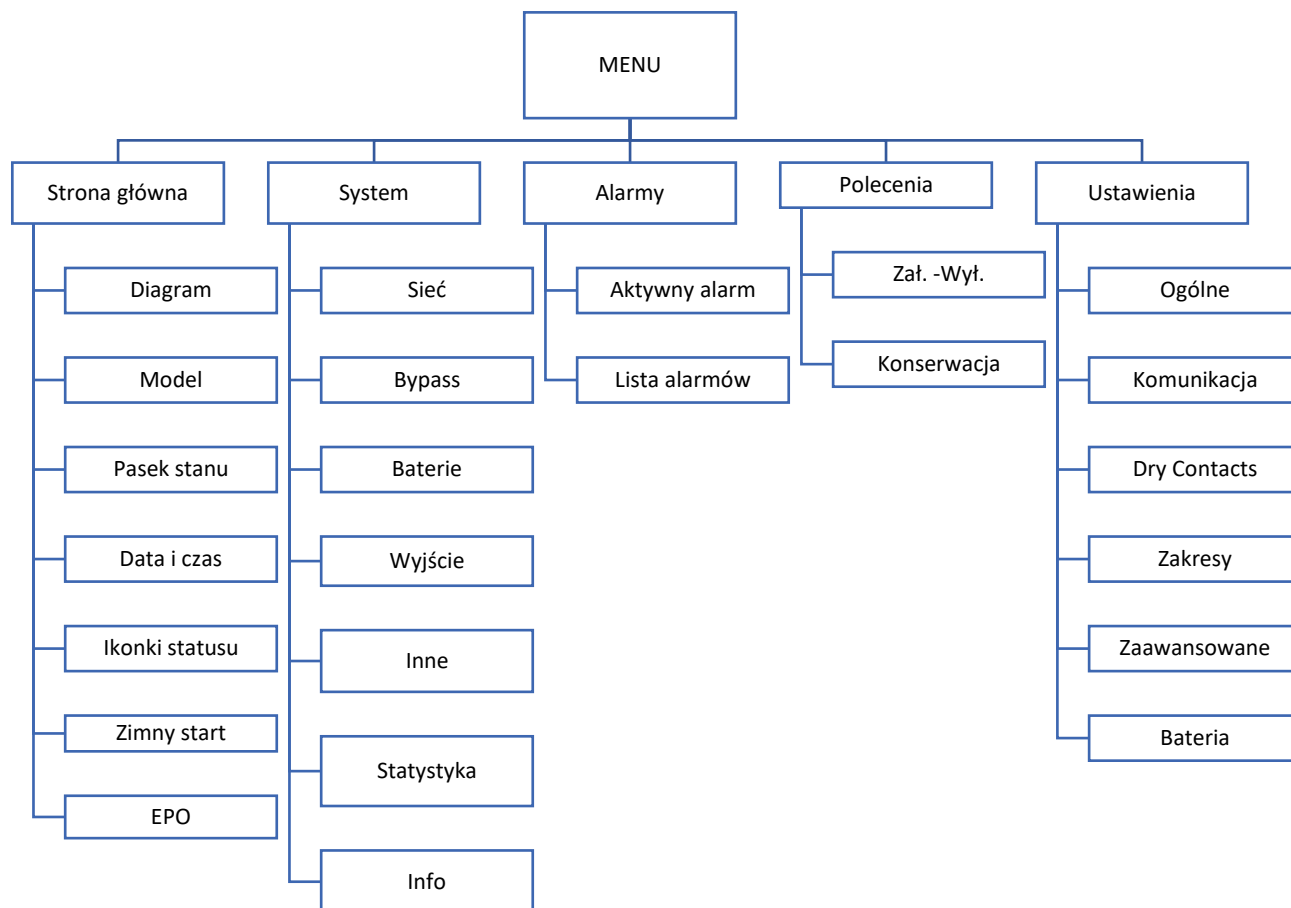 MENU
Strona główna
System
Alarmy
Polecenia
Ustawienia
Diagram
Sieć
Aktywny alarm
Zał. -Wył.
Ogólne
Model
Bypass
Lista alarmów
Konserwacja
Komunikacja
Pasek stanu
Baterie
Dry Contacts
Data i czas
Wyjście
Zakresy
Ikonki statusu
Inne
Zaawansowane
Zimny start
Statystyka
Bateria
EPO
Info